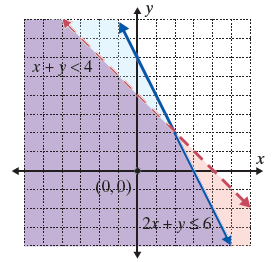 y
x + y < 4
x
(0, 0)
2x + y ≤ 6